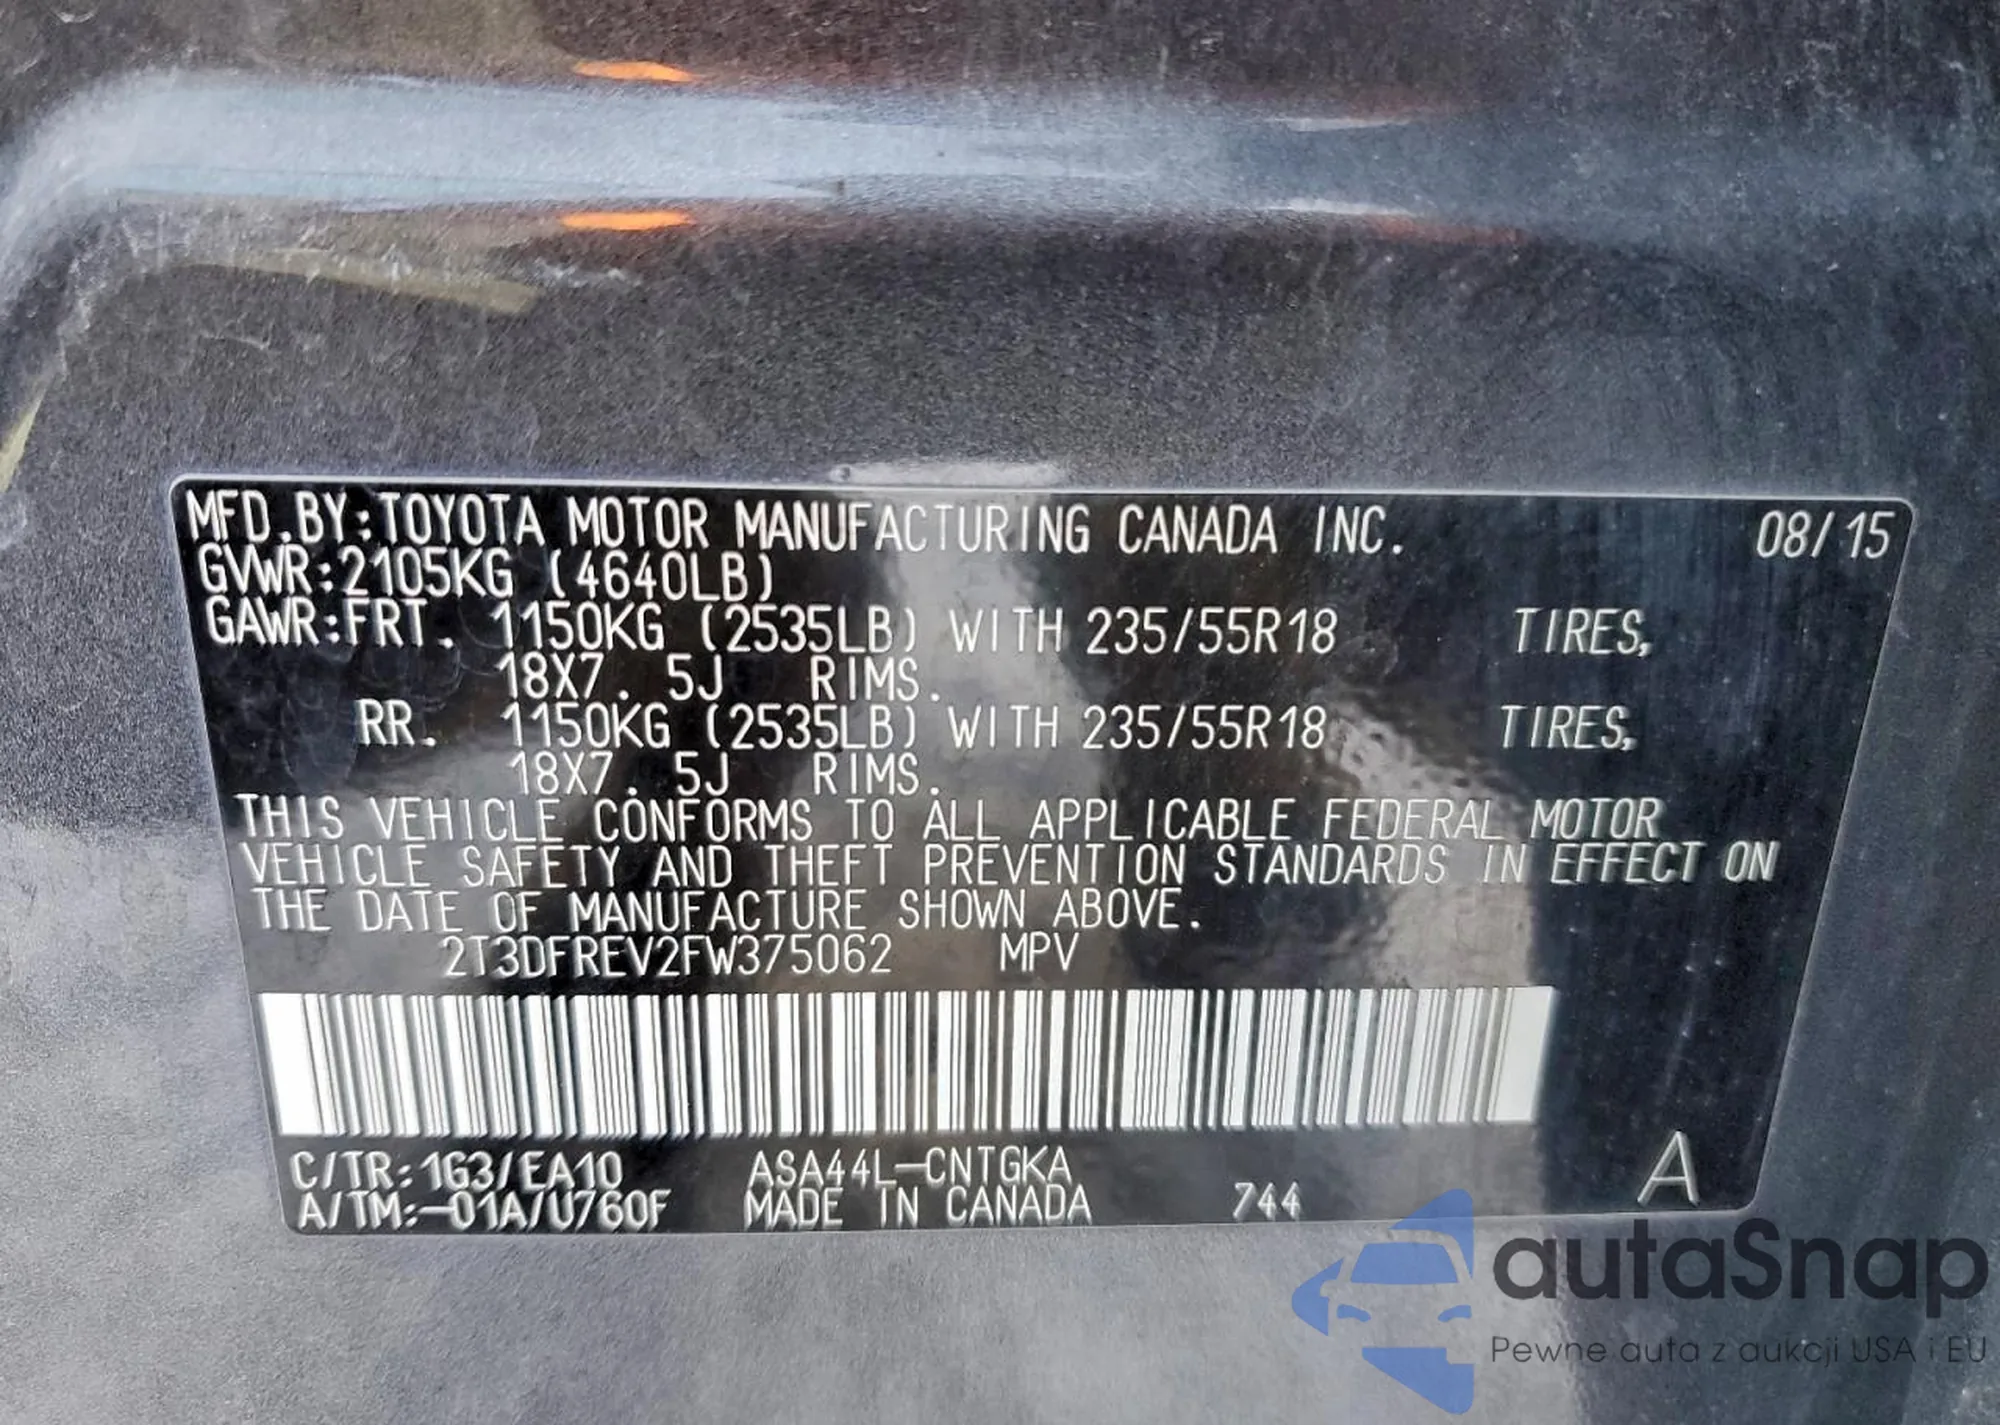 MFD.BY:TOYOTA MOTOR MANUFACTURING CANADA INC. 08/15
GVWR:2105KG (4640LB)
GAWR:FRT. 1150KG (2535LB) WITH 235/55R18 TIRES,
18X7.5J RIMS.
RR. 1150KG (2535LB) WITH 235/55R18 TIRES,
18X7.5J RIMS.
THIS VEHICLE CONFORMS TO ALL APPLICABLE FEDERAL MOTOR
VEHICLE SAFETY AND THEFT PREVENTION STANDARDS IN EFFECT ON
THE DATE OF MANUFACTURE SHOWN ABOVE.
2T3DFREV2FW375062 MPV
C/TR:1G3/EA10 ASA44L-CNTGKA A
A/TM:-01A/U760F MADE IN CANADA 744
autaSnap
Pewne auta z aukcji USA i EU